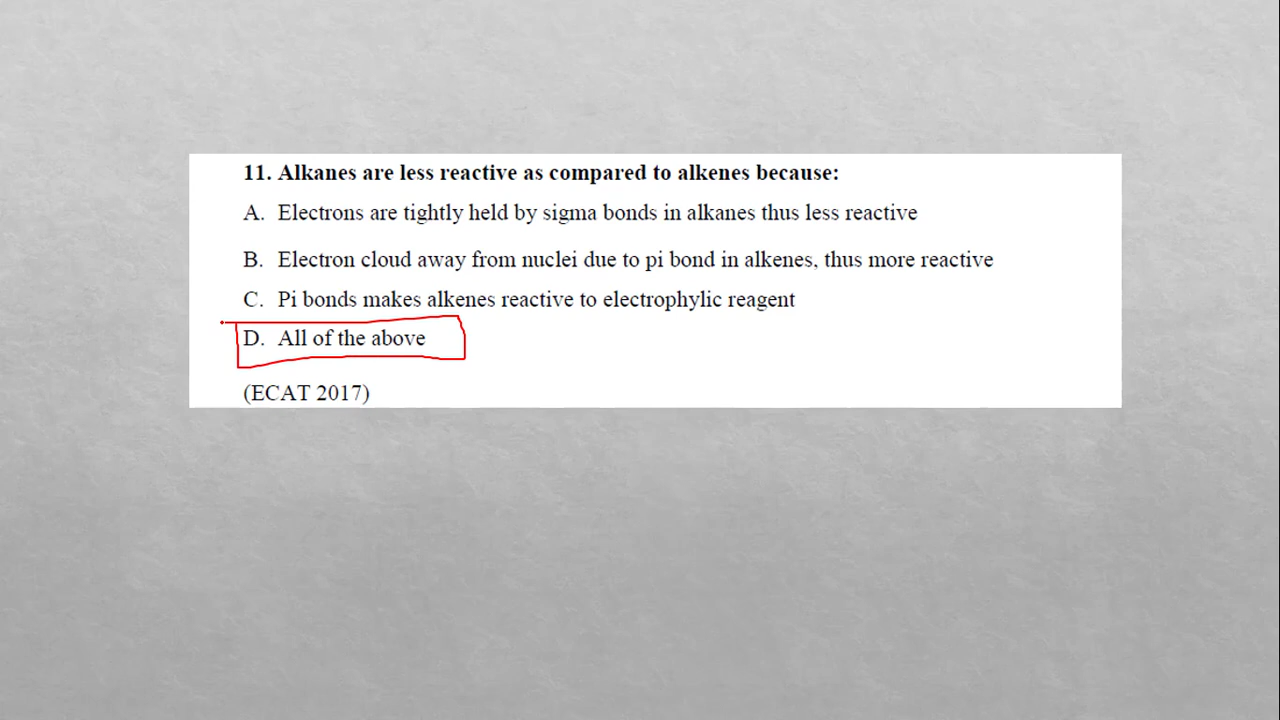 11. Alkanes are less reactive as compared to alkenes because:
A. Electrons are tightly held by sigma bonds in alkanes thus less reactive
B. Electron cloud away from nuclei due to pi bond in alkenes, thus more reactive
C. Pi bonds makes alkenes reactive to electrophylic reagent
D. All of the above
(ECAT 2017)